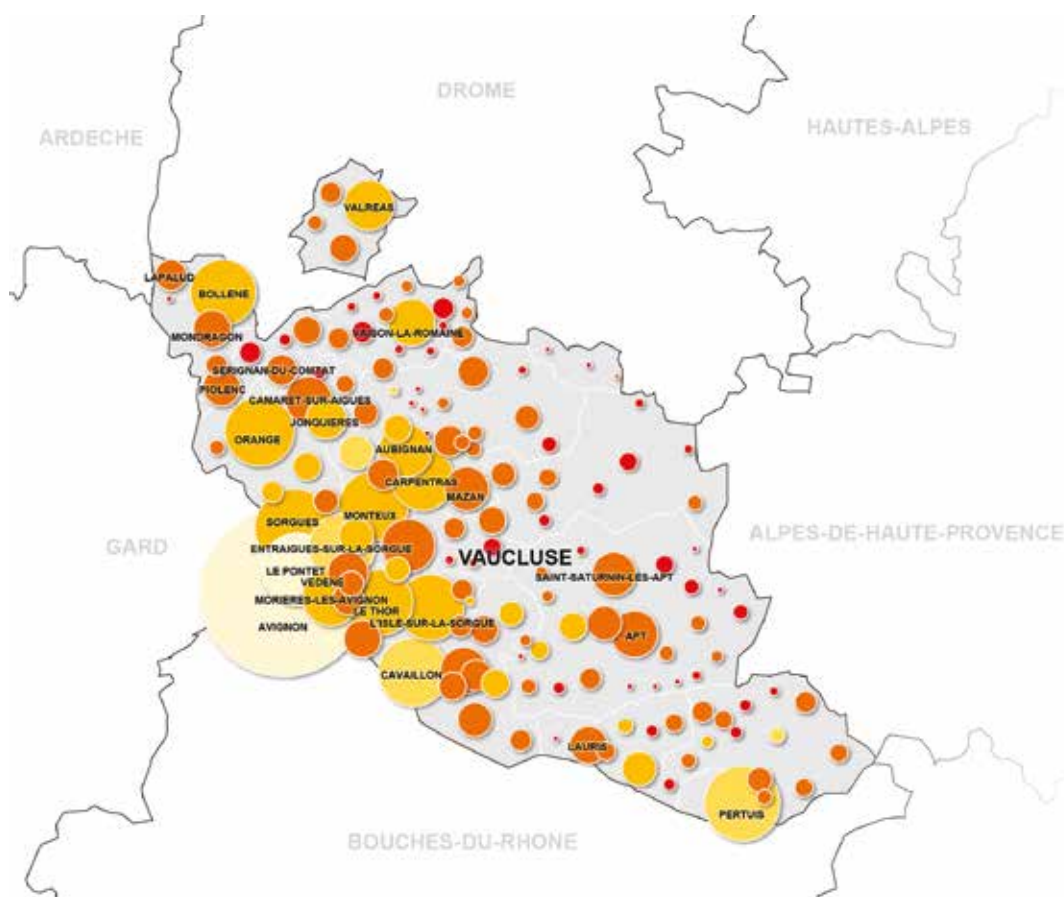 DROME
HAUTES-ALPES
ARDECHE
VALREAS
LAPALUD
BOLLENE
MONDRAGON
VAISON-LA-ROMAINE
SERIGNAN-DU-COMTAT
PIOLENC
CAMARET-SUR-AIGUES
JONQUIERES
ORANGE
AUBIGNAN
CARPENTRAS
MAZAN
MONTEUX
SORGUES
ALPES-DE-HAUTE-PROVENCE
GARD
ENTRAIGUES-SUR-LA-SORGUE
VAUCLUSE
LE PONTET
SAINT-SATURNIN-LES-APT
VEDENE
MORIERES-LES-AVIGNON
LE THOR
L'ISLE-SUR-LA-SORGUE
AVIGNON
APT
CAVAILLON
LAURIS
PERTUIS
BOUCHES-DU-RHONE